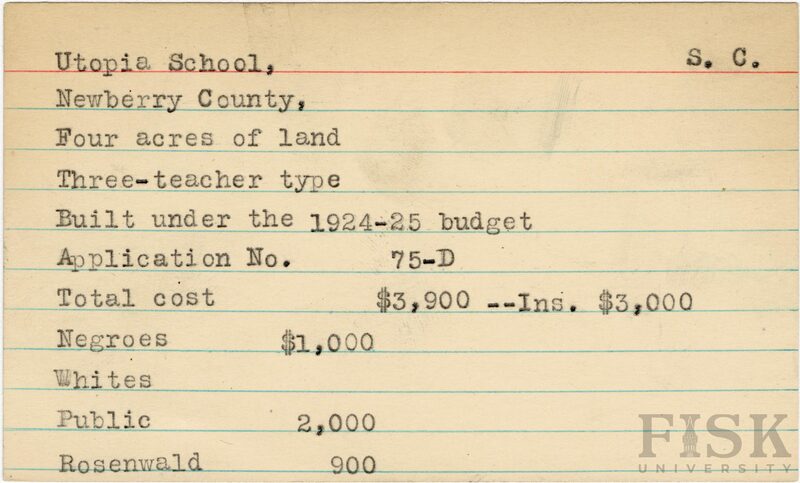 Utopia School, S. C.
Newberry County,
Four acres of land
Three-teacher type
Built under the 1924-25 budget
Application No. 75-D
Total cost $3,900 --Ins. $3,000
Negroes $1,000
Whites
Public 2,000
Rosenwald 900
FISK
UNIVERSITY